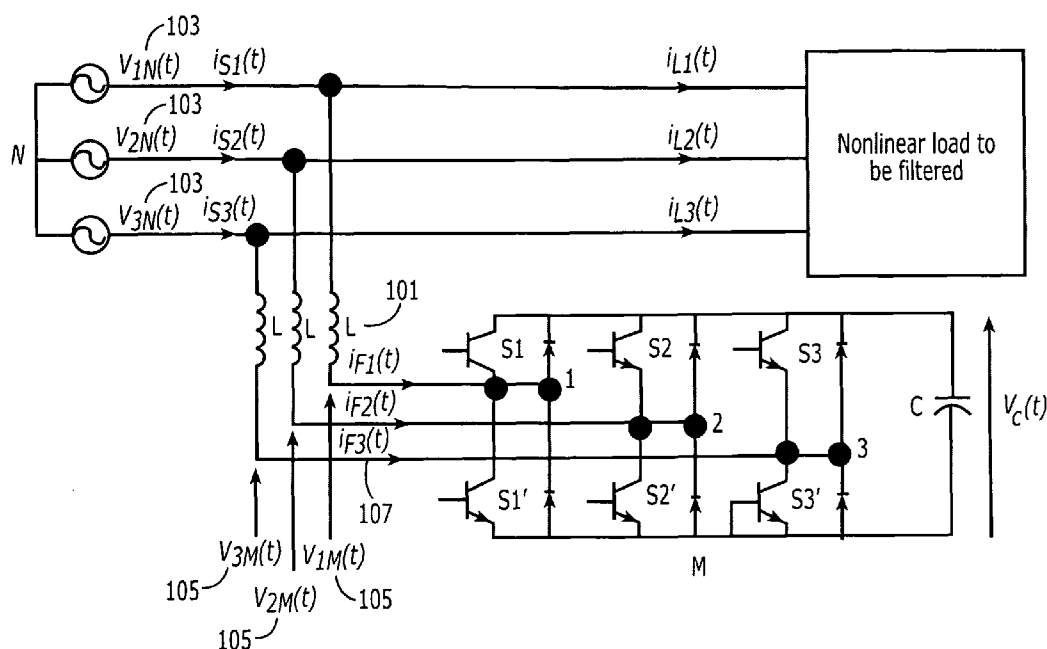 103
V1N(t) iS1(t) iL1(t)
103
V2N(t) iS2(t) iL2(t)
N
Nonlinear load to
be filtered
103
V3N(t) iS3(t) iL3(t)
101
L L L
S1 S2 S3
iF1(t) 1
iF2(t) 2
iF3(t) 3
C VC(t)
107
S1' S2' S3'
M
V3M(t) V1M(t)
105 V2M(t) 105
105